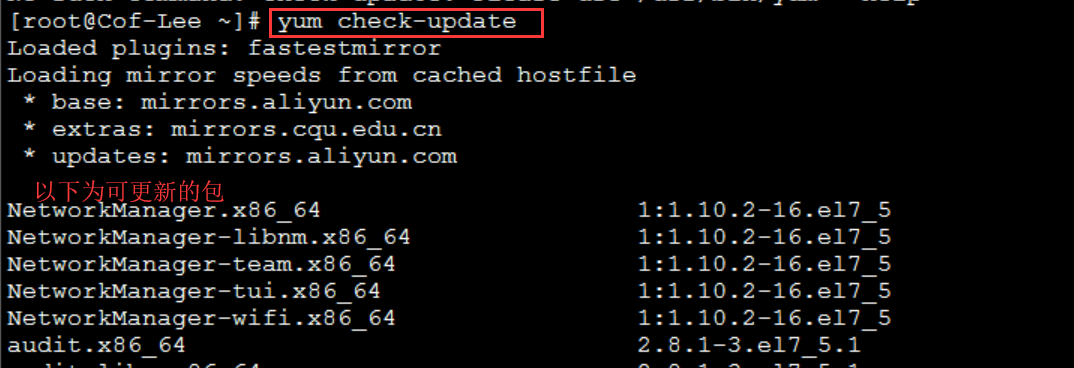 [root@Cof-Lee ~]# yum check-update
Loaded plugins: fastestmirror
Loading mirror speeds from cached hostfile
 * base: mirrors.aliyun.com
 * extras: mirrors.cqu.edu.cn
 * updates: mirrors.aliyun.com
以下为可更新的包
NetworkManager.x86_64 1:1.10.2-16.el7_5
NetworkManager-libnm.x86_64 1:1.10.2-16.el7_5
NetworkManager-team.x86_64 1:1.10.2-16.el7_5
NetworkManager-tui.x86_64 1:1.10.2-16.el7_5
NetworkManager-wifi.x86_64 1:1.10.2-16.el7_5
audit.x86_64 2.8.1-3.el7_5.1